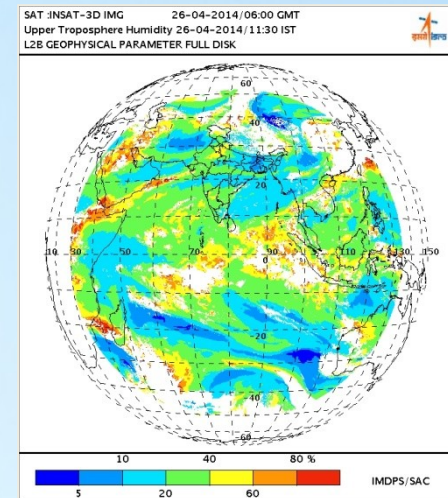 SAT :INSAT-3D IMG 26-04-2014/06:00 GMT
Upper Troposphere Humidity 26-04-2014/11:30 IST
L2B GEOPHYSICAL PARAMETER FULL DISK
60
40
20
10 30 50 70 0 90 110 130 150
-20
-40
-60
10 40 80 %
5 20 60
IMDPS/SAC